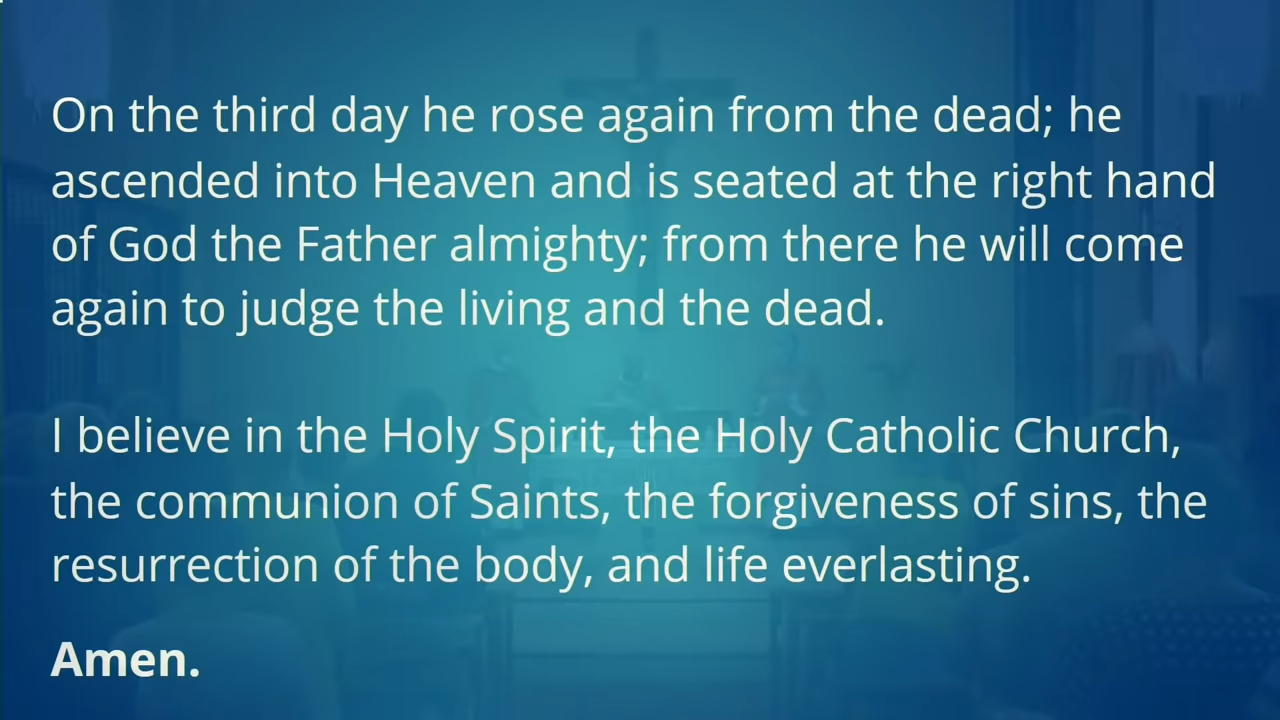 On the third day he rose again from the dead; he
ascended into Heaven and is seated at the right hand
of God the Father almighty; from there he will come
again to judge the living and the dead.
I believe in the Holy Spirit, the Holy Catholic Church,
the communion of Saints, the forgiveness of sins, the
resurrection of the body, and life everlasting.
Amen.